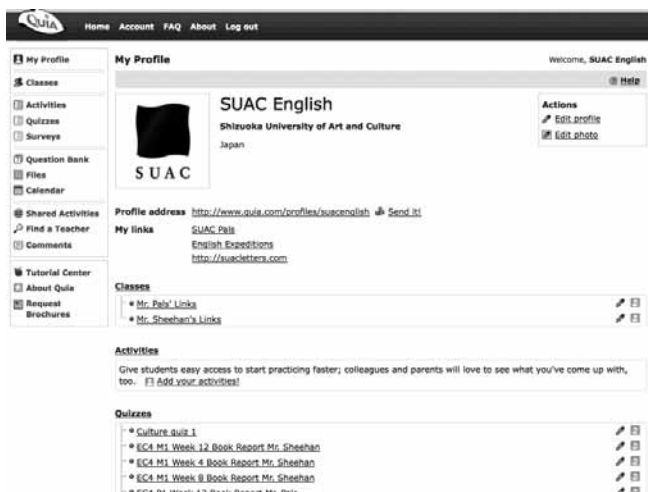 Quia
Home Account FAQ About Log out
My Profile
Classes
Activities
Quizzes
Surveys
Question Bank
Files
Calendar
Shared Activities
Find a Teacher
Comments
Tutorial Center
About Quia
Request
Brochures
My Profile
Welcome, SUAC English
Help
SUAC
SUAC English
Shizuoka University of Art and Culture
Japan
Actions
Edit profile
Edit photo
Profile address http://www.quia.com/profiles/suacenglish Send it!
My links SUAC Pals
English Expeditions
http://suacletters.com
Classes
Mr. Pals' Links
Mr. Sheehan's Links
Activities
Give students easy access to start practicing faster; colleagues and parents will love to see what you've come up with,
too. Add your activities!
Quizzes
Culture quiz 1
EC4 M1 Week 12 Book Report Mr. Sheehan
EC4 M1 Week 4 Book Report Mr. Sheehan
EC4 M1 Week 8 Book Report Mr. Sheehan